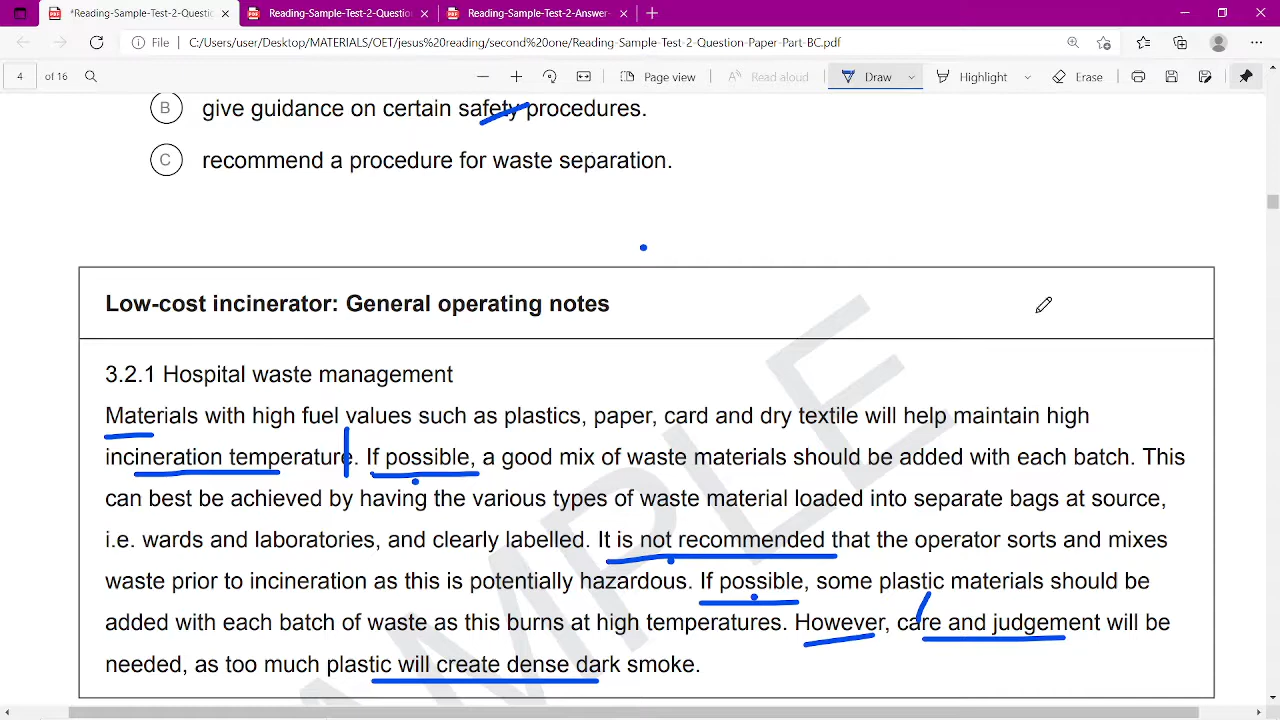 *Reading-Sample-Test-2-Questic
Reading-Sample-Test-2-Questio
Reading-Sample-Test-2-Answer-
File
C:/Users/user/Desktop/MATERIALS/OET/jesus%20reading/second%20one/Reading-Sample-Test-2-Question-Paper-Part-BC.pdf
4 of 16
Page view
Read aloud
Draw
Highlight
Erase
B give guidance on certain safety procedures.
C recommend a procedure for waste separation.
Low-cost incinerator: General operating notes
3.2.1 Hospital waste management
Materials with high fuel values such as plastics, paper, card and dry textile will help maintain high
incineration temperature. If possible, a good mix of waste materials should be added with each batch. This
can best be achieved by having the various types of waste material loaded into separate bags at source,
i.e. wards and laboratories, and clearly labelled. It is not recommended that the operator sorts and mixes
waste prior to incineration as this is potentially hazardous. If possible, some plastic materials should be
added with each batch of waste as this burns at high temperatures. However, care and judgement will be
needed, as too much plastic will create dense dark smoke.
SAMPLE